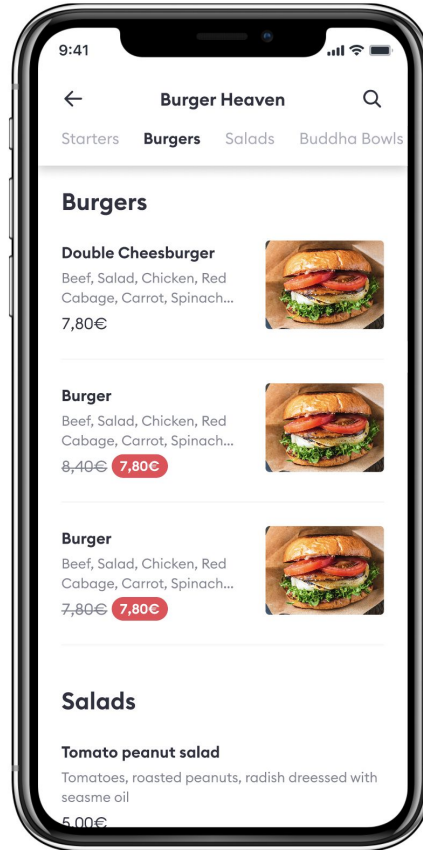 9:41
Burger Heaven
Starters Burgers Salads Buddha Bowls
Burgers
Double Cheesburger
Beef, Salad, Chicken, Red
Cabage, Carrot, Spinach...
7,80€
Burger
Beef, Salad, Chicken, Red
Cabage, Carrot, Spinach...
8,40€ 7,80€
Burger
Beef, Salad, Chicken, Red
Cabage, Carrot, Spinach...
7,80€ 7,80€
Salads
Tomato peanut salad
Tomatoes, roasted peanuts, radish dreessed with
seasme oil
5,00€